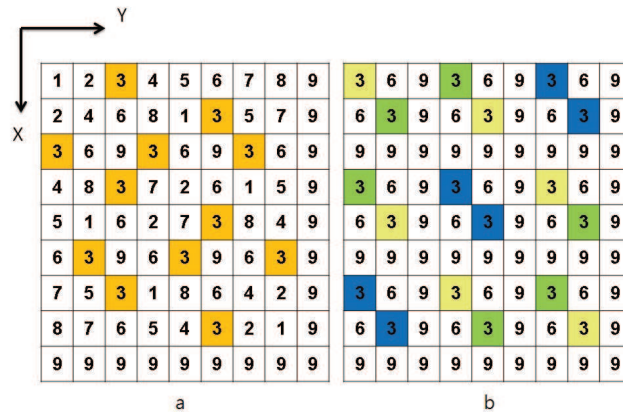 Y
X
1 2 3 4 5 6 7 8 9 3 6 9 3 6 9 3 6 9
2 4 6 8 1 3 5 7 9 6 3 9 6 3 9 6 3 9
3 6 9 3 6 9 3 6 9 9 9 9 9 9 9 9 9 9
4 8 3 7 2 6 1 5 9 3 6 9 3 6 9 3 6 9
5 1 6 2 7 3 8 4 9 6 3 9 6 3 9 6 3 9
6 3 9 6 3 9 6 3 9 9 9 9 9 9 9 9 9 9
7 5 3 1 8 6 4 2 9 3 6 9 3 6 9 3 6 9
8 7 6 5 4 3 2 1 9 6 3 9 6 3 9 6 3 9
9 9 9 9 9 9 9 9 9 9 9 9 9 9 9 9 9 9
a b